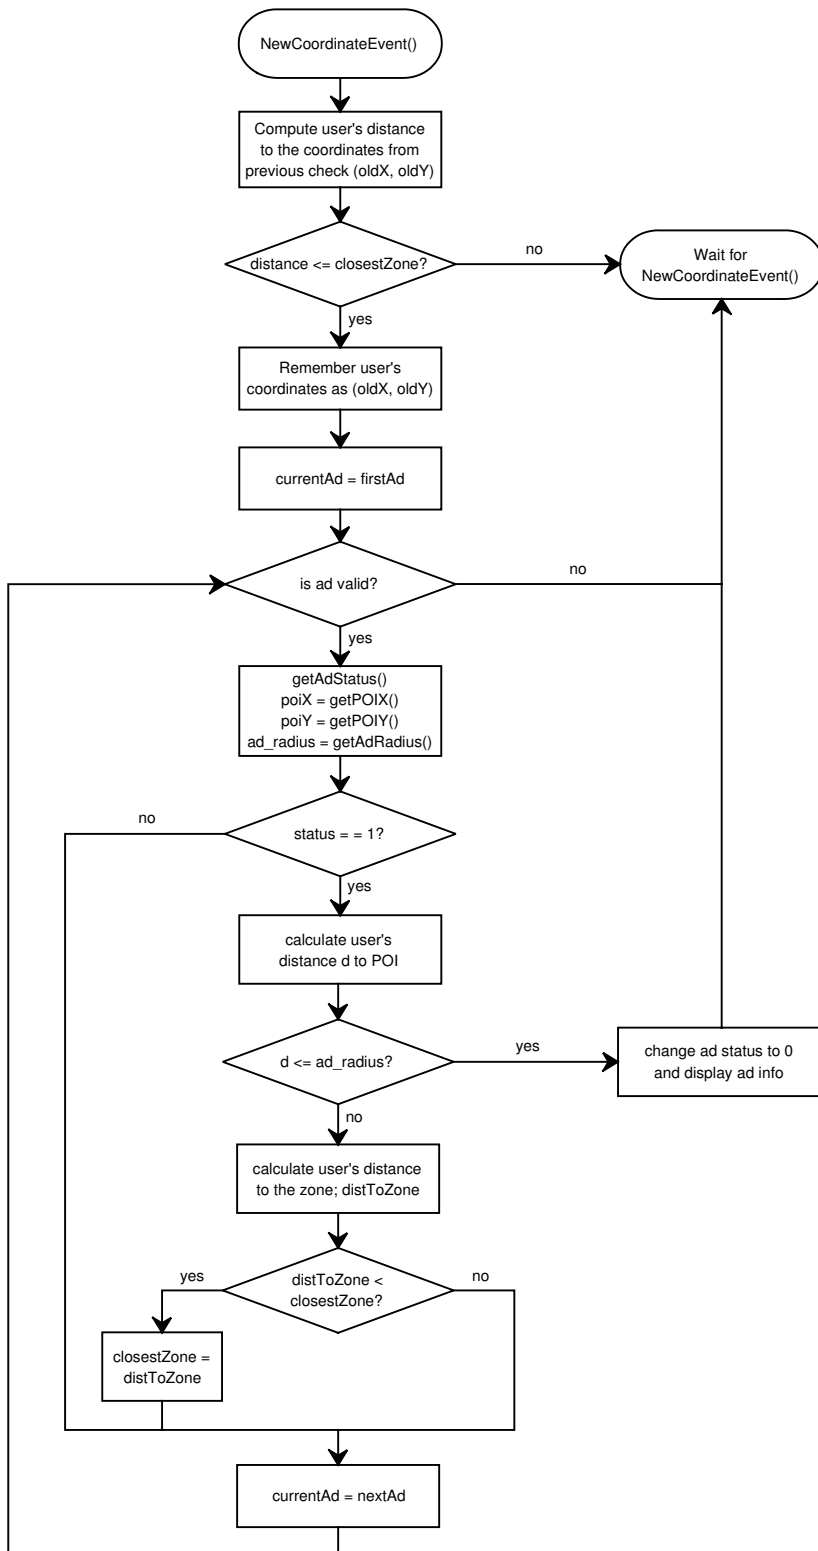 NewCoordinateEvent()
Compute user's distance
to the coordinates from
previous check (oldX, oldY)
distance <= closestZone?
no
Wait for
NewCoordinateEvent()
yes
Remember user's
coordinates as (oldX, oldY)
currentAd = firstAd
is ad valid?
no
yes
getAdStatus()
poiX = getPOIX()
poiY = getPOIY()
ad_radius = getAdRadius()
no
status = = 1?
yes
calculate user's
distance d to POI
d <= ad_radius?
yes
change ad status to 0
and display ad info
no
calculate user's distance
to the zone; distToZone
yes
distToZone <
closestZone?
no
closestZone =
distToZone
currentAd = nextAd